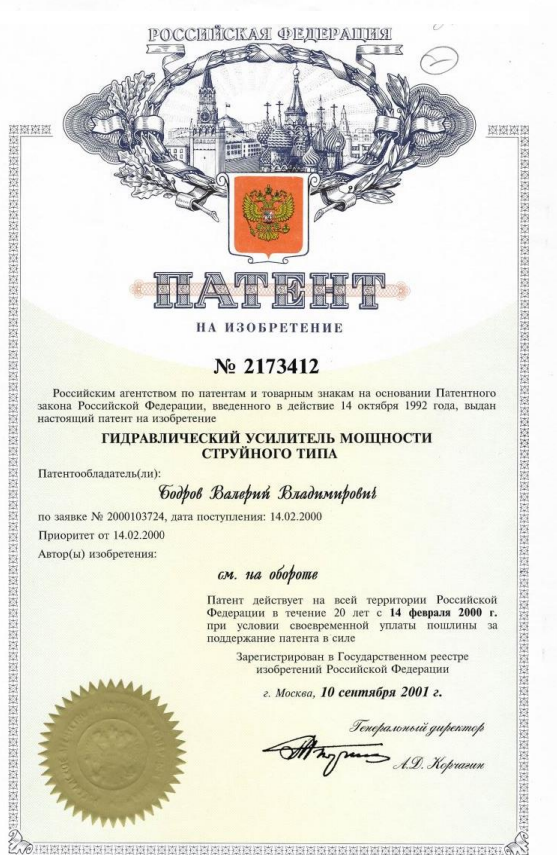 РОССИЙСКАЯ ФЕДЕРАЦИЯ
ПАТЕНТ
НА ИЗОБРЕТЕНИЕ
№ 2173412
Российским агентством по патентам и товарным знакам на основании Патентного
закона Российской Федерации, введенного в действие 14 октября 1992 года, выдан
настоящий патент на изобретение
ГИДРАВЛИЧЕСКИЙ УСИЛИТЕЛЬ МОЩНОСТИ
СТРУЙНОГО ТИПА
Патентообладатель(ли):
Бодров Валерий Владимирович
по заявке № 2000103724, дата поступления: 14.02.2000
Приоритет от 14.02.2000
Автор(ы) изобретения:
см. на обороте
Патент действует на всей территории Российской
Федерации в течение 20 лет с 14 февраля 2000 г.
при условии своевременной уплаты пошлины за
поддержание патента в силе
Зарегистрирован в Государственном реестре
изобретений Российской Федерации
г. Москва, 10 сентября 2001 г.
Генеральный директор
А.Д. Корчагин